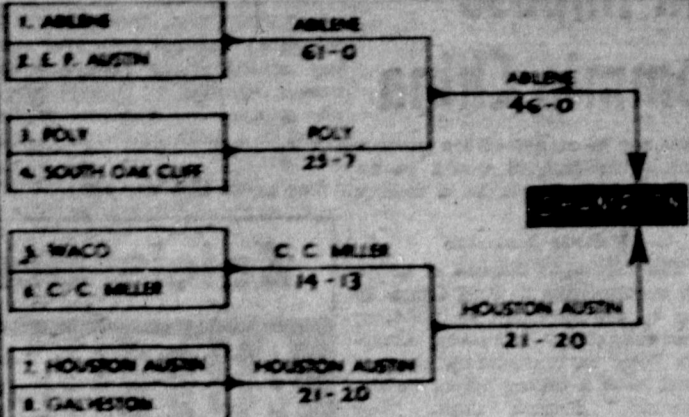 1. ABILENE
2. E. P. AUSTIN
ABILENE
61-0
3. POLY
4. SOUTH OAK CLIFF
POLY
25-7
ABILENE
46-0
5. WACO
6. C. C. MILLER
C. C. MILLER
14-13
7. HOUSTON AUSTIN
8. GALVESTON
HOUSTON AUSTIN
21-20
HOUSTON AUSTIN
21-20